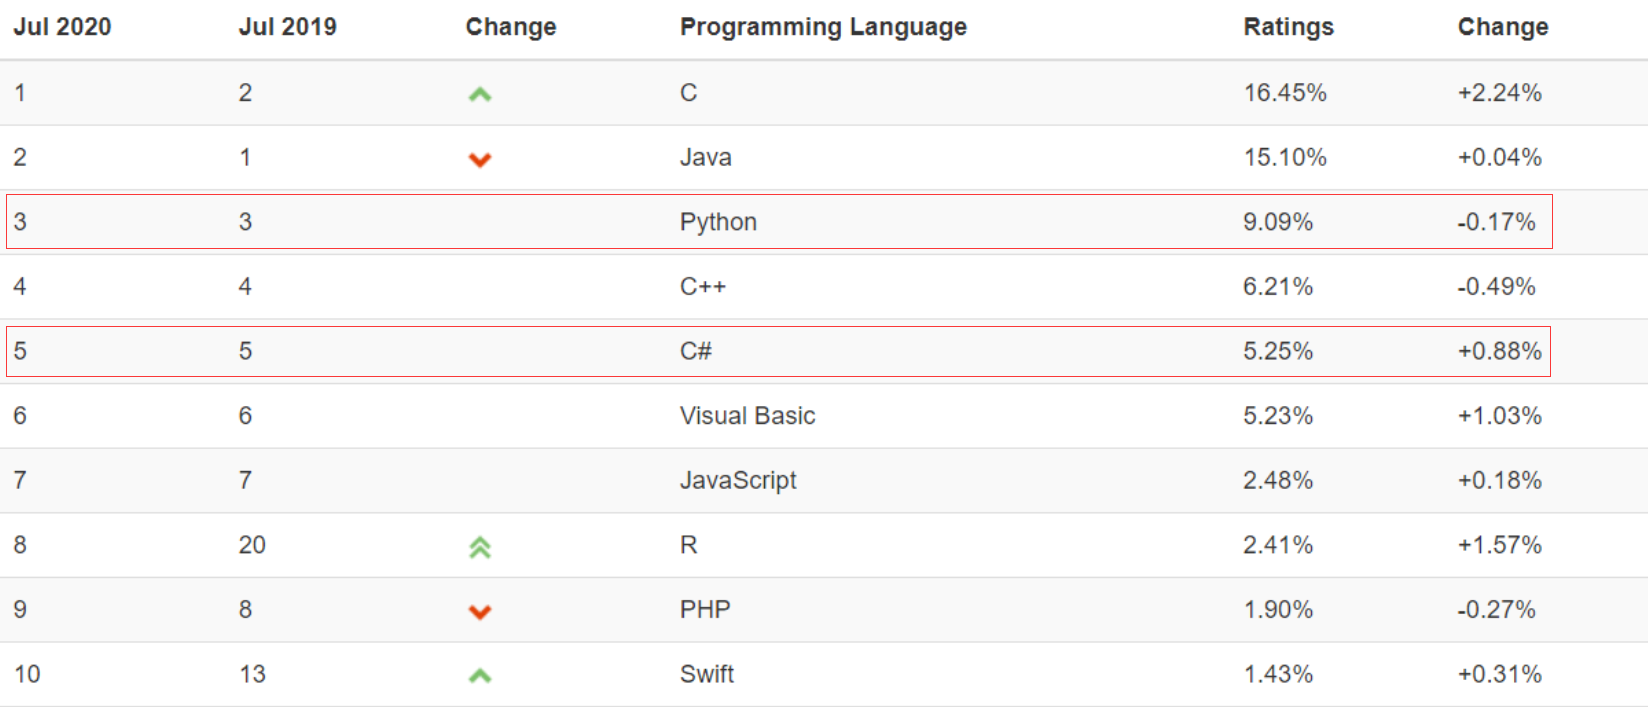 Jul 2020 Jul 2019 Change Programming Language Ratings Change
1 2 C 16.45% +2.24%
2 1 Java 15.10% +0.04%
3 3 Python 9.09% -0.17%
4 4 C++ 6.21% -0.49%
5 5 C# 5.25% +0.88%
6 6 Visual Basic 5.23% +1.03%
7 7 JavaScript 2.48% +0.18%
8 20 R 2.41% +1.57%
9 8 PHP 1.90% -0.27%
10 13 Swift 1.43% +0.31%